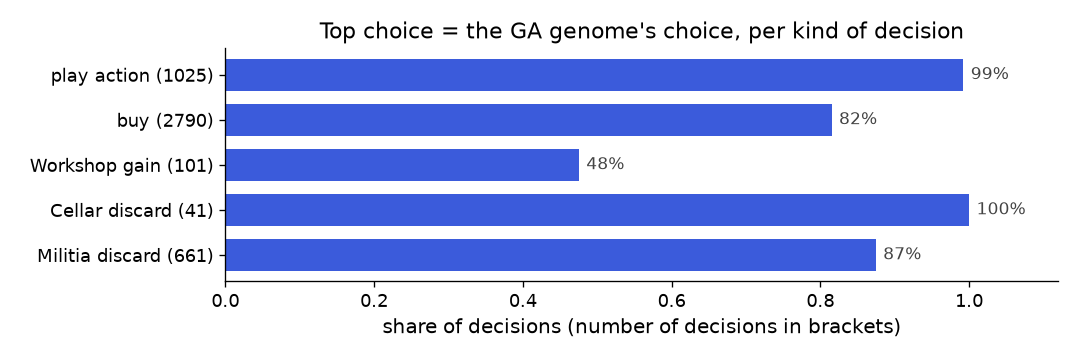 Top choice = the GA genome's choice, per kind of decision
play action (1025) 99%
buy (2790) 82%
Workshop gain (101) 48%
Cellar discard (41) 100%
Militia discard (661) 87%
0.0 0.2 0.4 0.6 0.8 1.0
share of decisions (number of decisions in brackets)